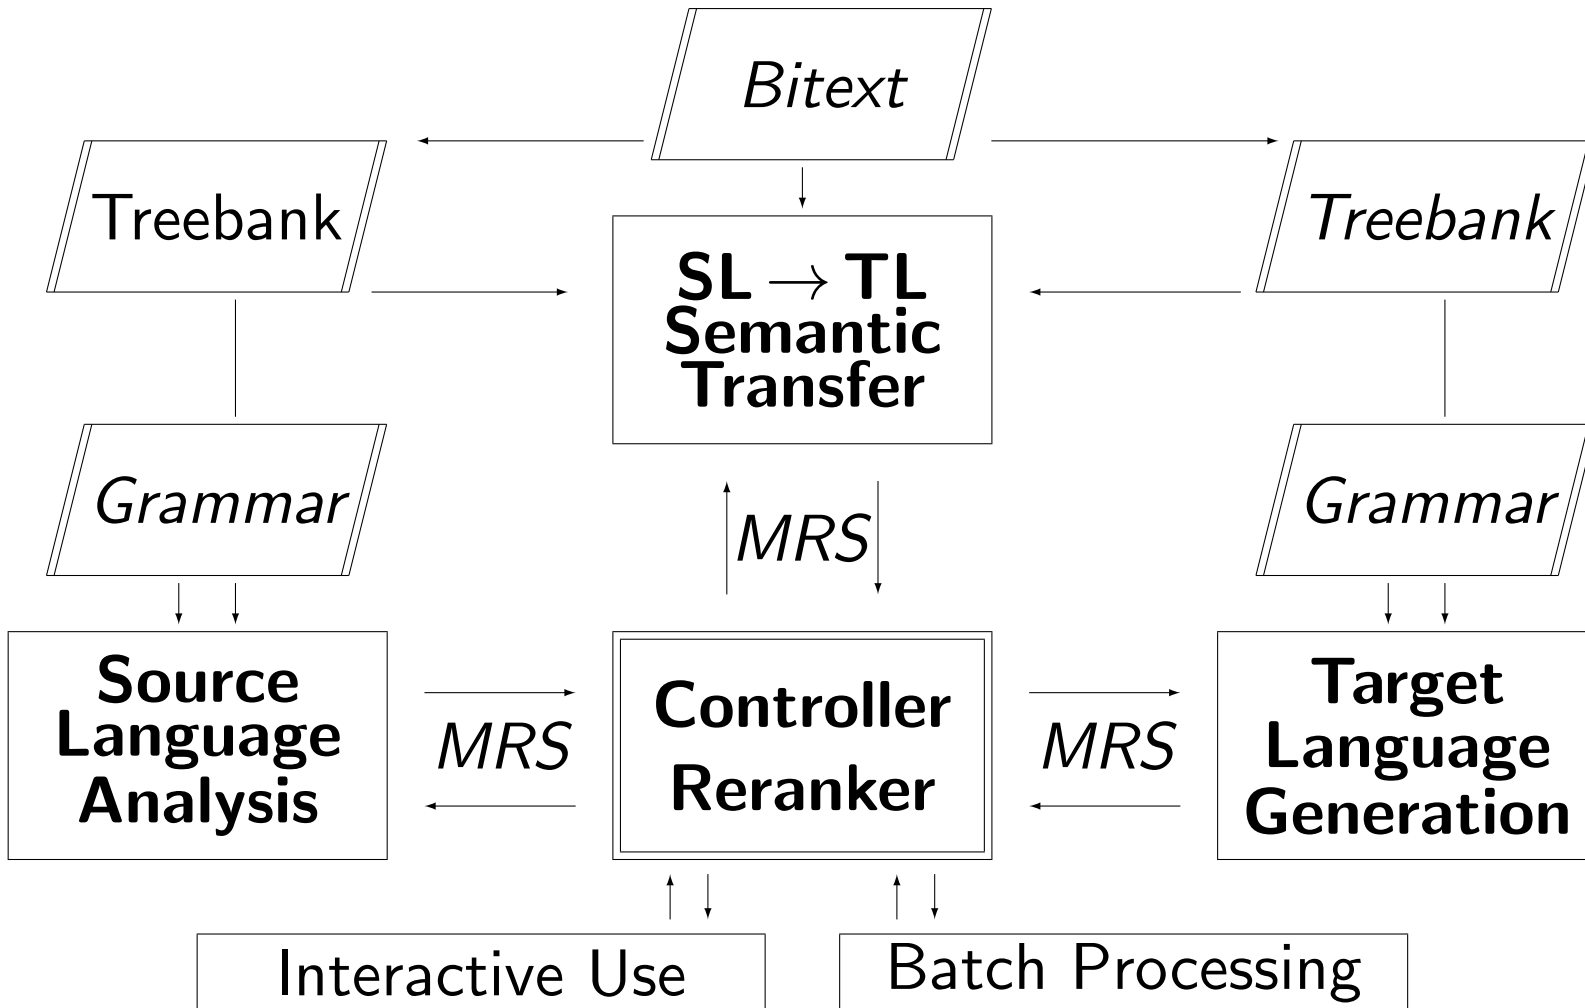 Bitext
Treebank
Treebank
SL → TL
Semantic
Transfer
Grammar
Grammar
MRS
Source
Language
Analysis
MRS
Controller
Reranker
MRS
Target
Language
Generation
Interactive Use
Batch Processing